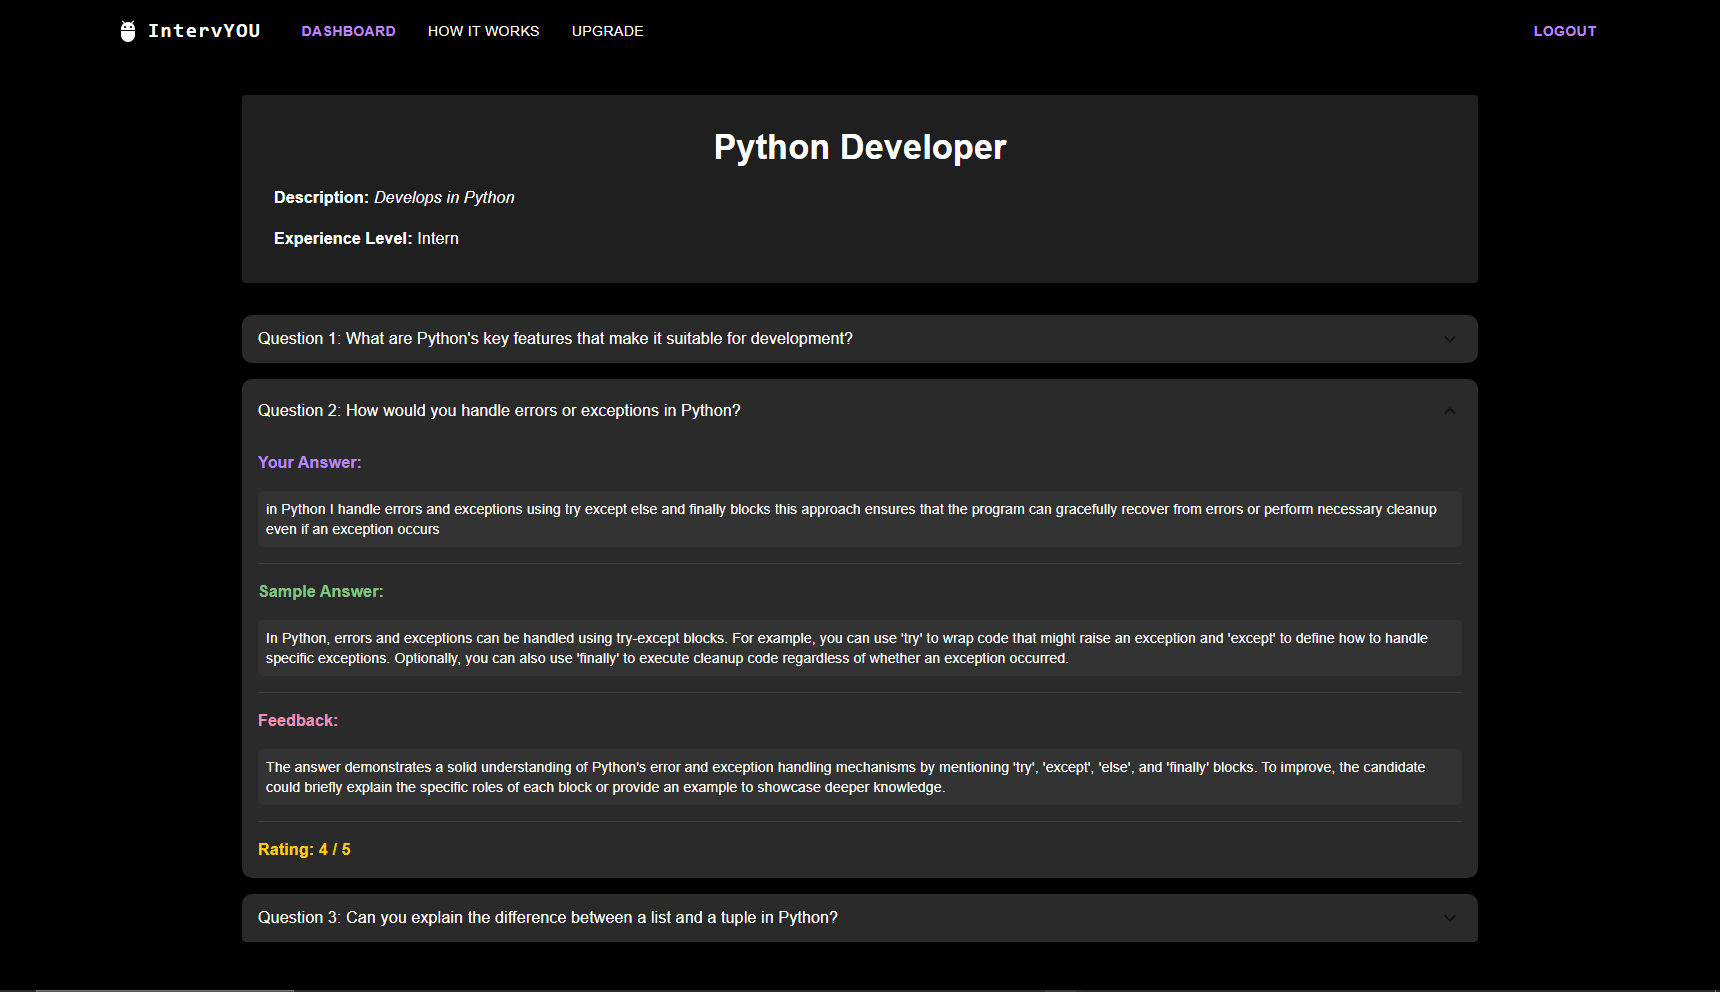 IntervYOU DASHBOARD HOW IT WORKS UPGRADE LOGOUT
Python Developer
Description: Develops in Python
Experience Level: Intern
Question 1: What are Python's key features that make it suitable for development?
Question 2: How would you handle errors or exceptions in Python?
Your Answer:
in Python I handle errors and exceptions using try except else and finally blocks this approach ensures that the program can gracefully recover from errors or perform necessary cleanup
even if an exception occurs
Sample Answer:
In Python, errors and exceptions can be handled using try-except blocks. For example, you can use 'try' to wrap code that might raise an exception and 'except' to define how to handle
specific exceptions. Optionally, you can also use 'finally' to execute cleanup code regardless of whether an exception occurred.
Feedback:
The answer demonstrates a solid understanding of Python's error and exception handling mechanisms by mentioning 'try', 'except', 'else', and 'finally' blocks. To improve, the candidate
could briefly explain the specific roles of each block or provide an example to showcase deeper knowledge.
Rating: 4 / 5
Question 3: Can you explain the difference between a list and a tuple in Python?